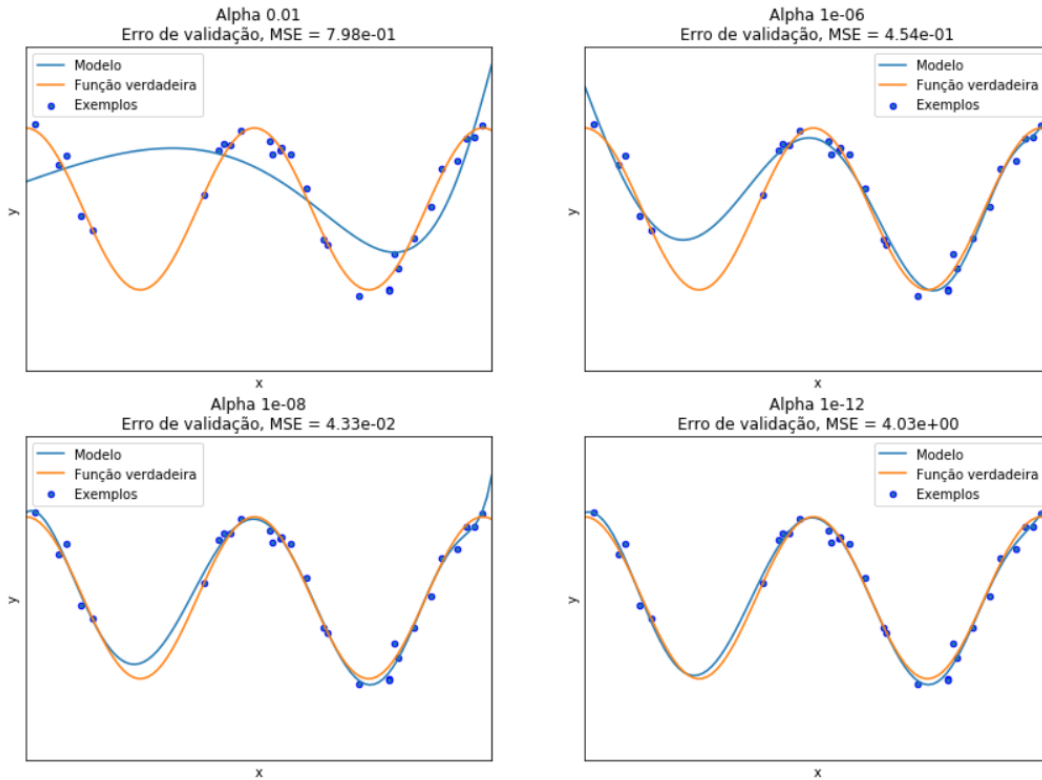 Alpha 0.01
Erro de validação, MSE = 7.98e-01
Modelo
Função verdadeira
Exemplos
y
x
Alpha 1e-06
Erro de validação, MSE = 4.54e-01
Modelo
Função verdadeira
Exemplos
y
x
Alpha 1e-08
Erro de validação, MSE = 4.33e-02
Modelo
Função verdadeira
Exemplos
y
x
Alpha 1e-12
Erro de validação, MSE = 4.03e+00
Modelo
Função verdadeira
Exemplos
y
x